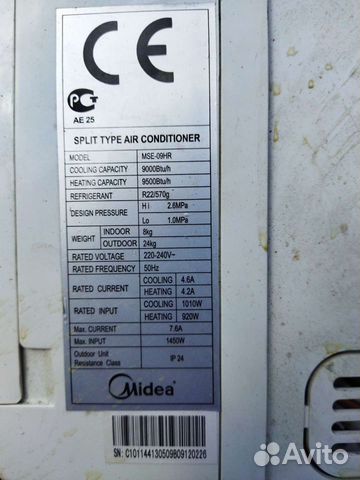 CE
РСТ
AE 25
SPLIT TYPE AIR CONDITIONER
MODEL MSE-09HR
COOLING CAPACITY 9000Btu/h
HEATING CAPACITY 9500Btu/h
REFRIGERANT R22/570g
DESIGN PRESSURE HI 2.6MPa
Lo 1.0MPa
WEIGHT INDOOR 8kg
OUTDOOR 24kg
RATED VOLTAGE 220-240V~
RATED FREQUENCY 50Hz
RATED CURRENT COOLING 4.6A
HEATING 4.2A
RATED INPUT COOLING 1010W
HEATING 920W
Max. CURRENT 7.6A
Max. INPUT 1450W
Outdoor Unit
Resistance Class IP 24
Midea
SN: C101144130509B09120226
Avito